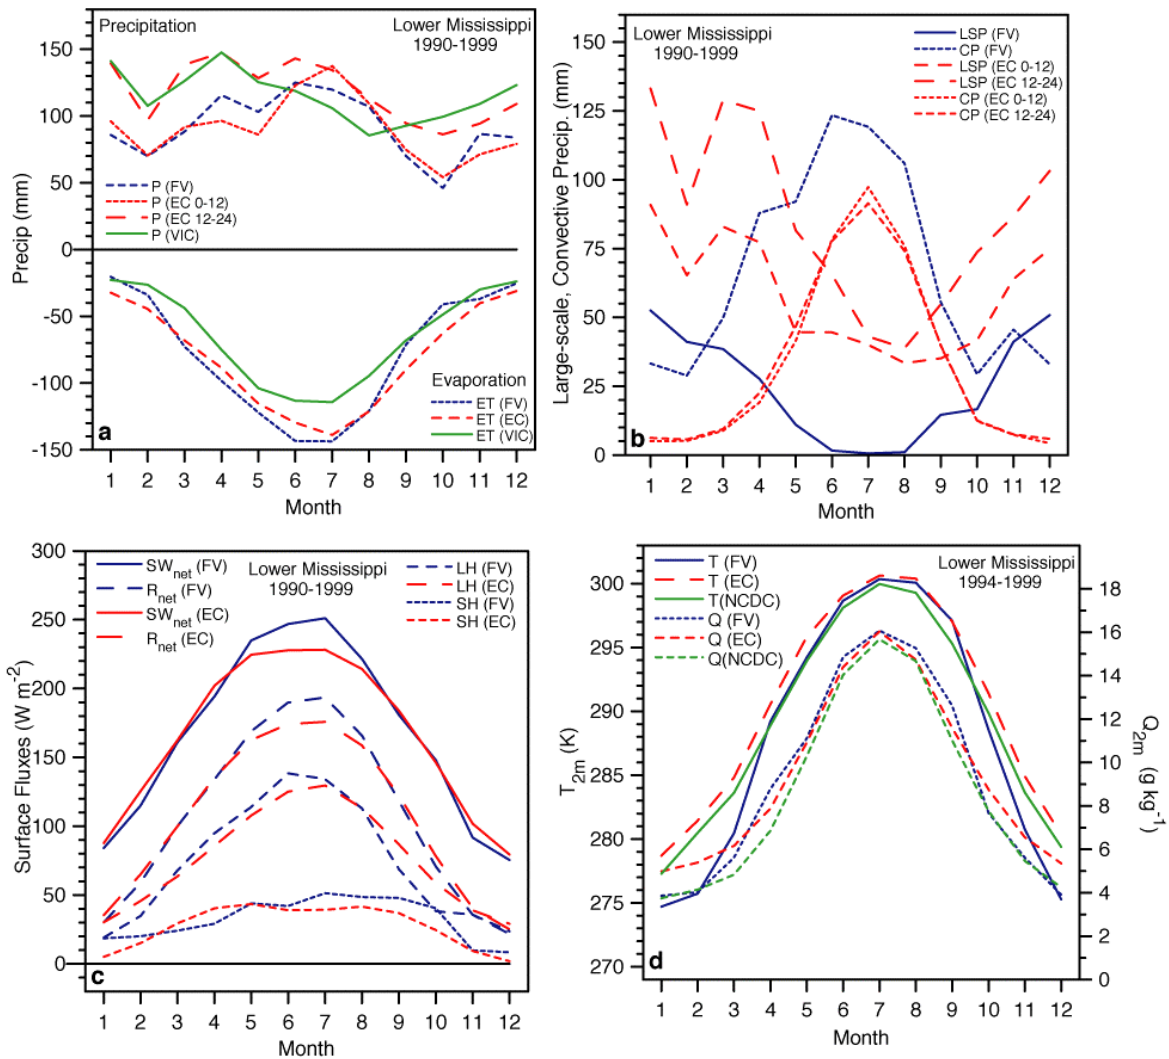 Precipitation
Lower Mississippi
1990-1999
150
100
50
0
-50
-100
-150
Precip (mm)
P (FV)
P (EC 0-12)
P (EC 12-24)
P (VIC)
Evaporation
ET (FV)
ET (EC)
ET (VIC)
a
1 2 3 4 5 6 7 8 9 10 11 12
Month
Lower Mississippi
1990-1999
LSP (FV)
CP (FV)
LSP (EC 0-12)
LSP (EC 12-24)
CP (EC 0-12)
CP (EC 12-24)
150
125
100
75
50
25
0
Large-scale, Convective Precip. (mm)
b
1 2 3 4 5 6 7 8 9 10 11 12
Month
300
250
200
150
100
50
0
Surface Fluxes (W m-2)
SWnet (FV)
Rnet (FV)
SWnet (EC)
Rnet (EC)
Lower Mississippi
1990-1999
LH (FV)
LH (EC)
SH (FV)
SH (EC)
c
1 2 3 4 5 6 7 8 9 10 11 12
Month
T (FV)
T (EC)
T(NCDC)
Q (FV)
Q (EC)
Q(NCDC)
Lower Mississippi
1994-1999
300
295
290
285
280
275
270
T2m (K)
18
16
14
12
10
8
6
4
2
0
Q2m (g kg-1)
d
1 2 3 4 5 6 7 8 9 10 11 12
Month